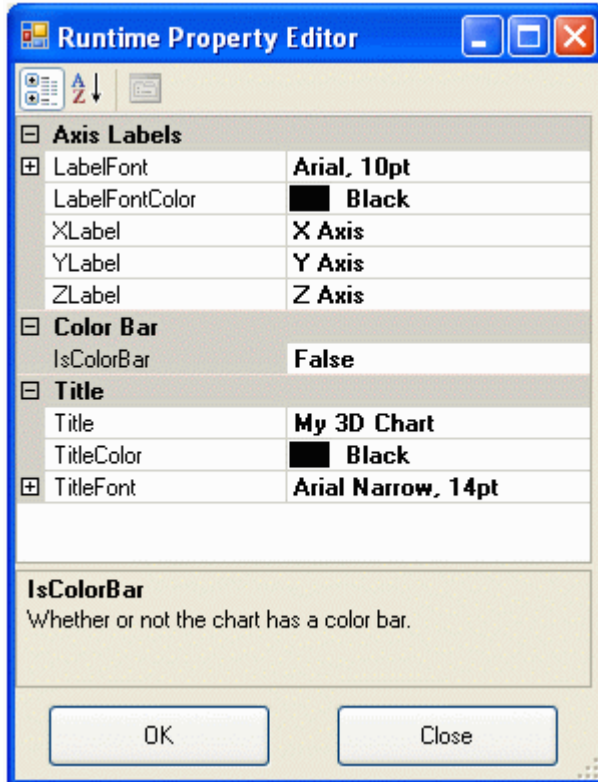 Runtime Property Editor
Axis Labels
LabelFont Arial, 10pt
LabelFontColor Black
XLabel X Axis
YLabel Y Axis
ZLabel Z Axis
Color Bar
IsColorBar False
Title
Title My 3D Chart
TitleColor Black
TitleFont Arial Narrow, 14pt
IsColorBar
Whether or not the chart has a color bar.
OK Close